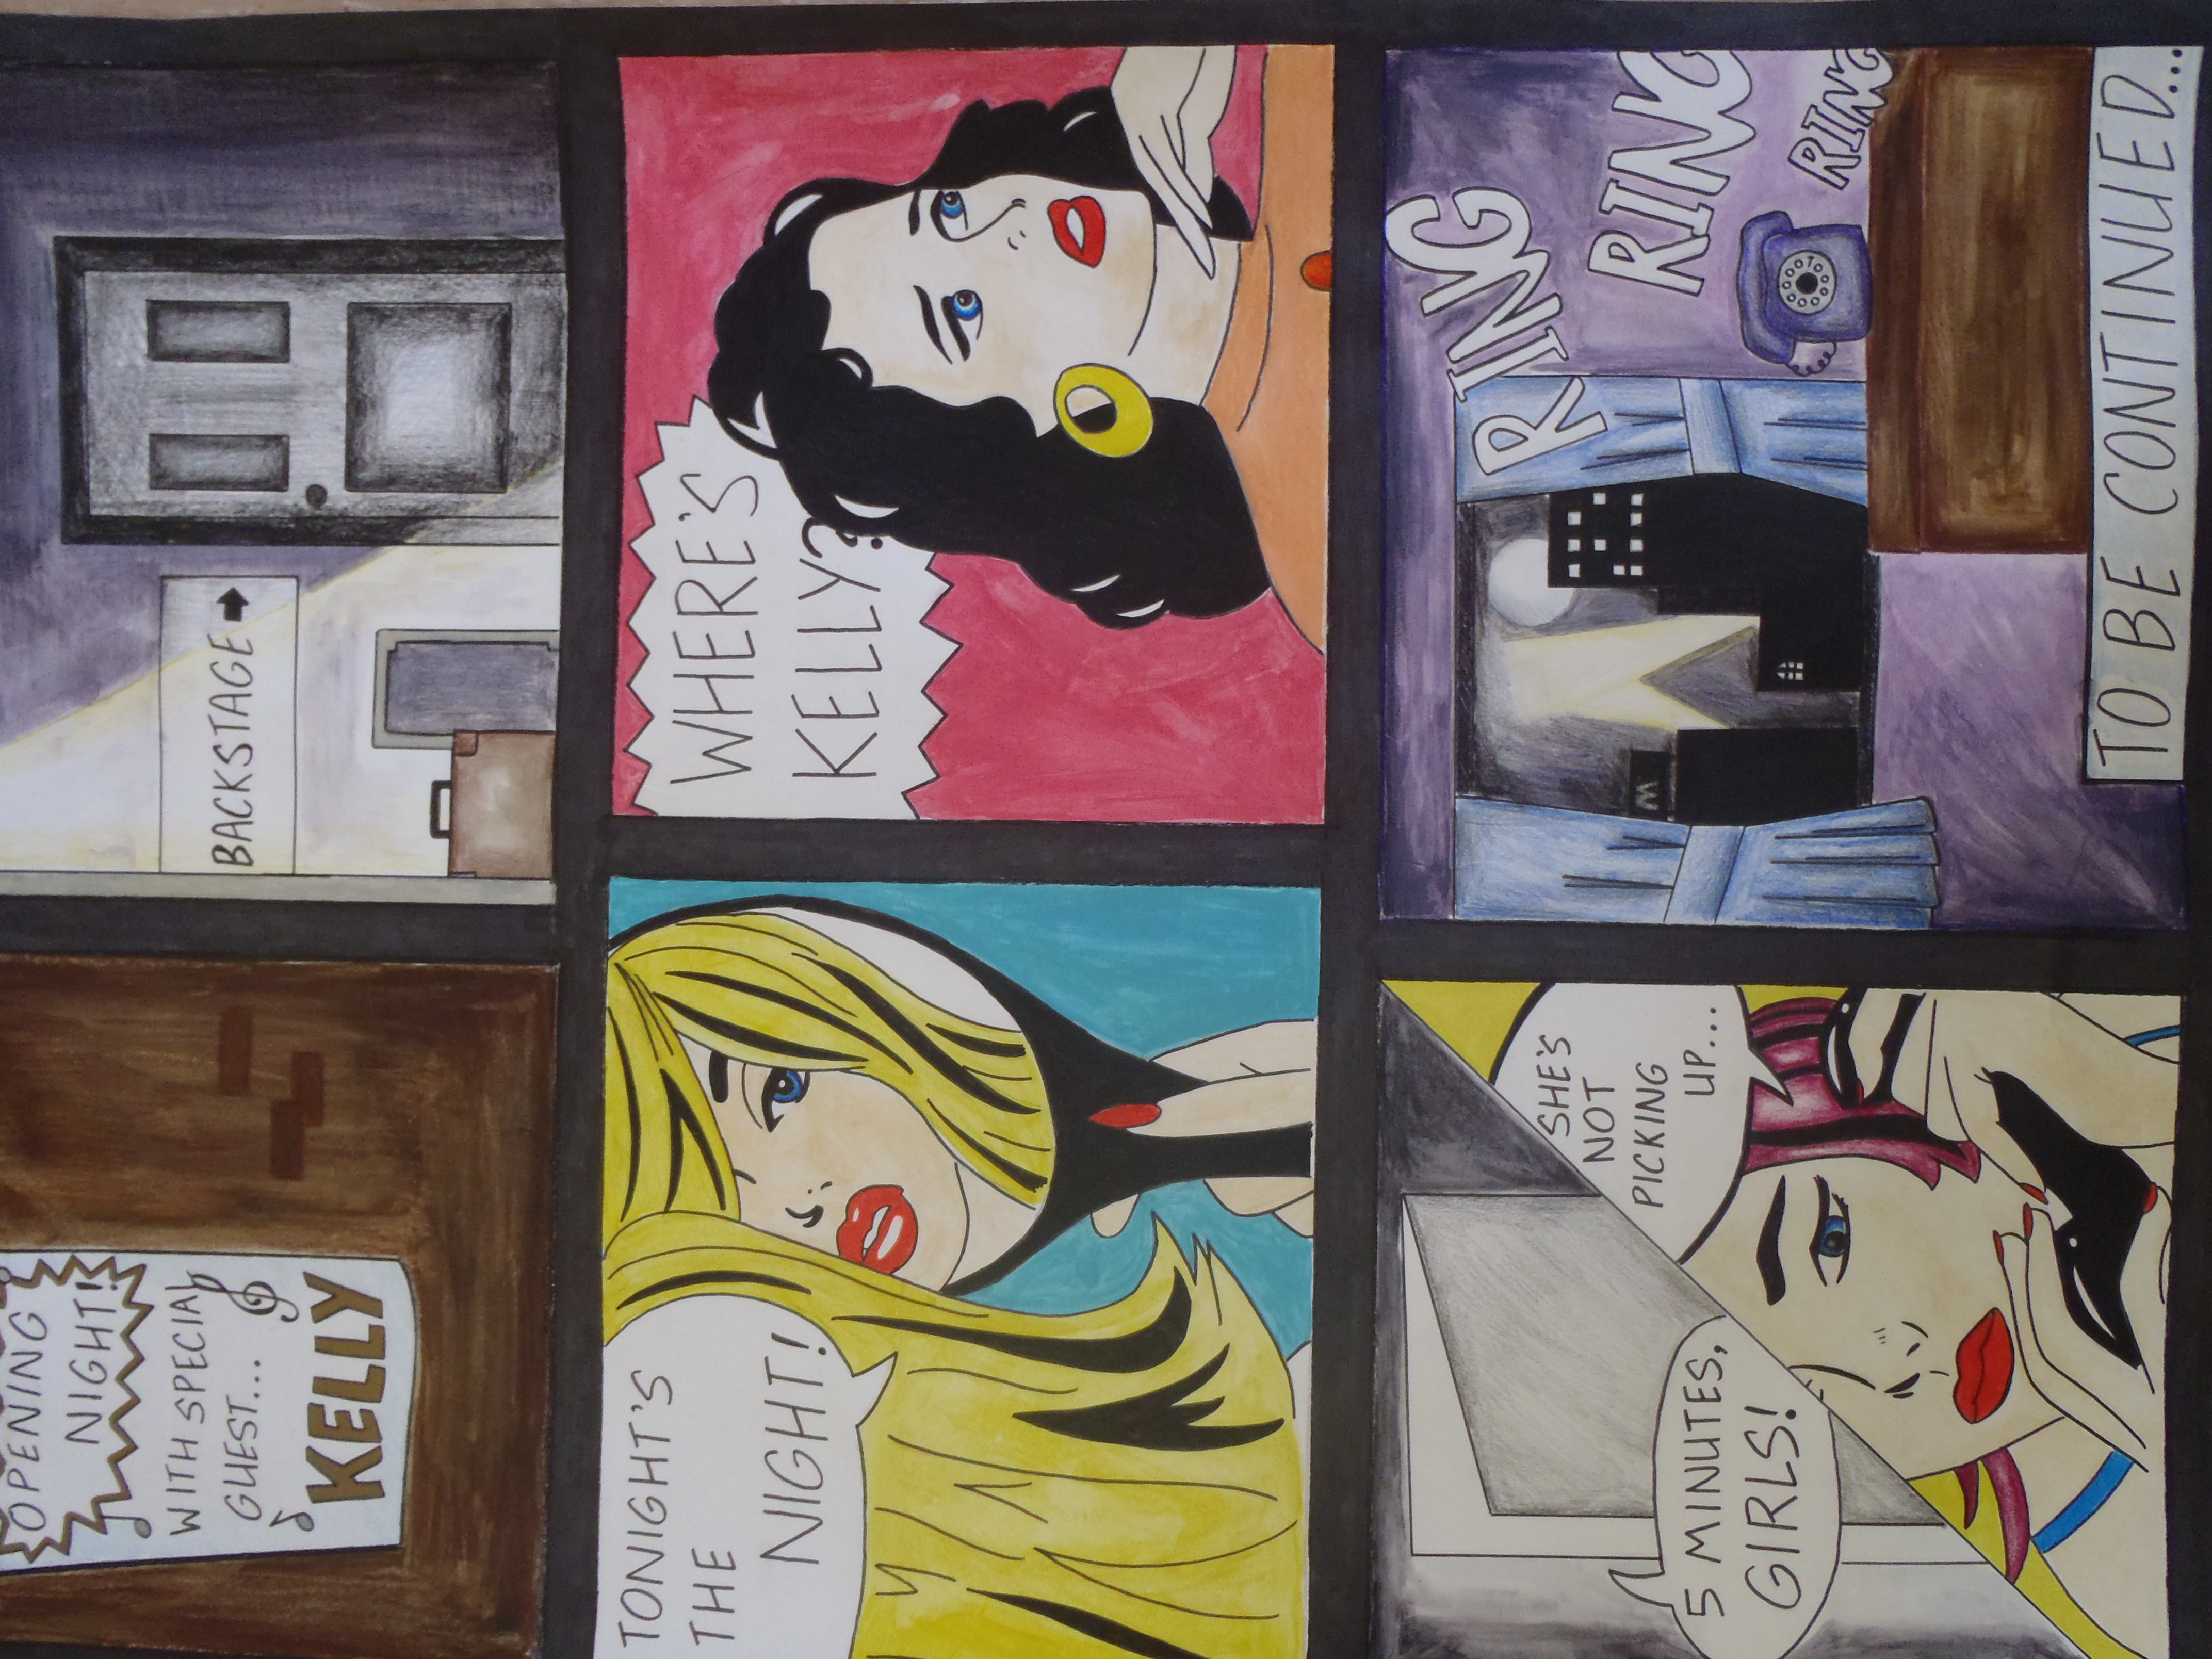 OPENING
NIGHT!
WITH SPECIAL
GUEST...
KELLY
BACKSTAGE →
TONIGHT'S
THE
NIGHT!
WHERE'S
KELLY?
SHE'S
NOT
PICKING
UP...
5 MINUTES,
GIRLS!
RING
RING
RING
TO BE CONTINUED...